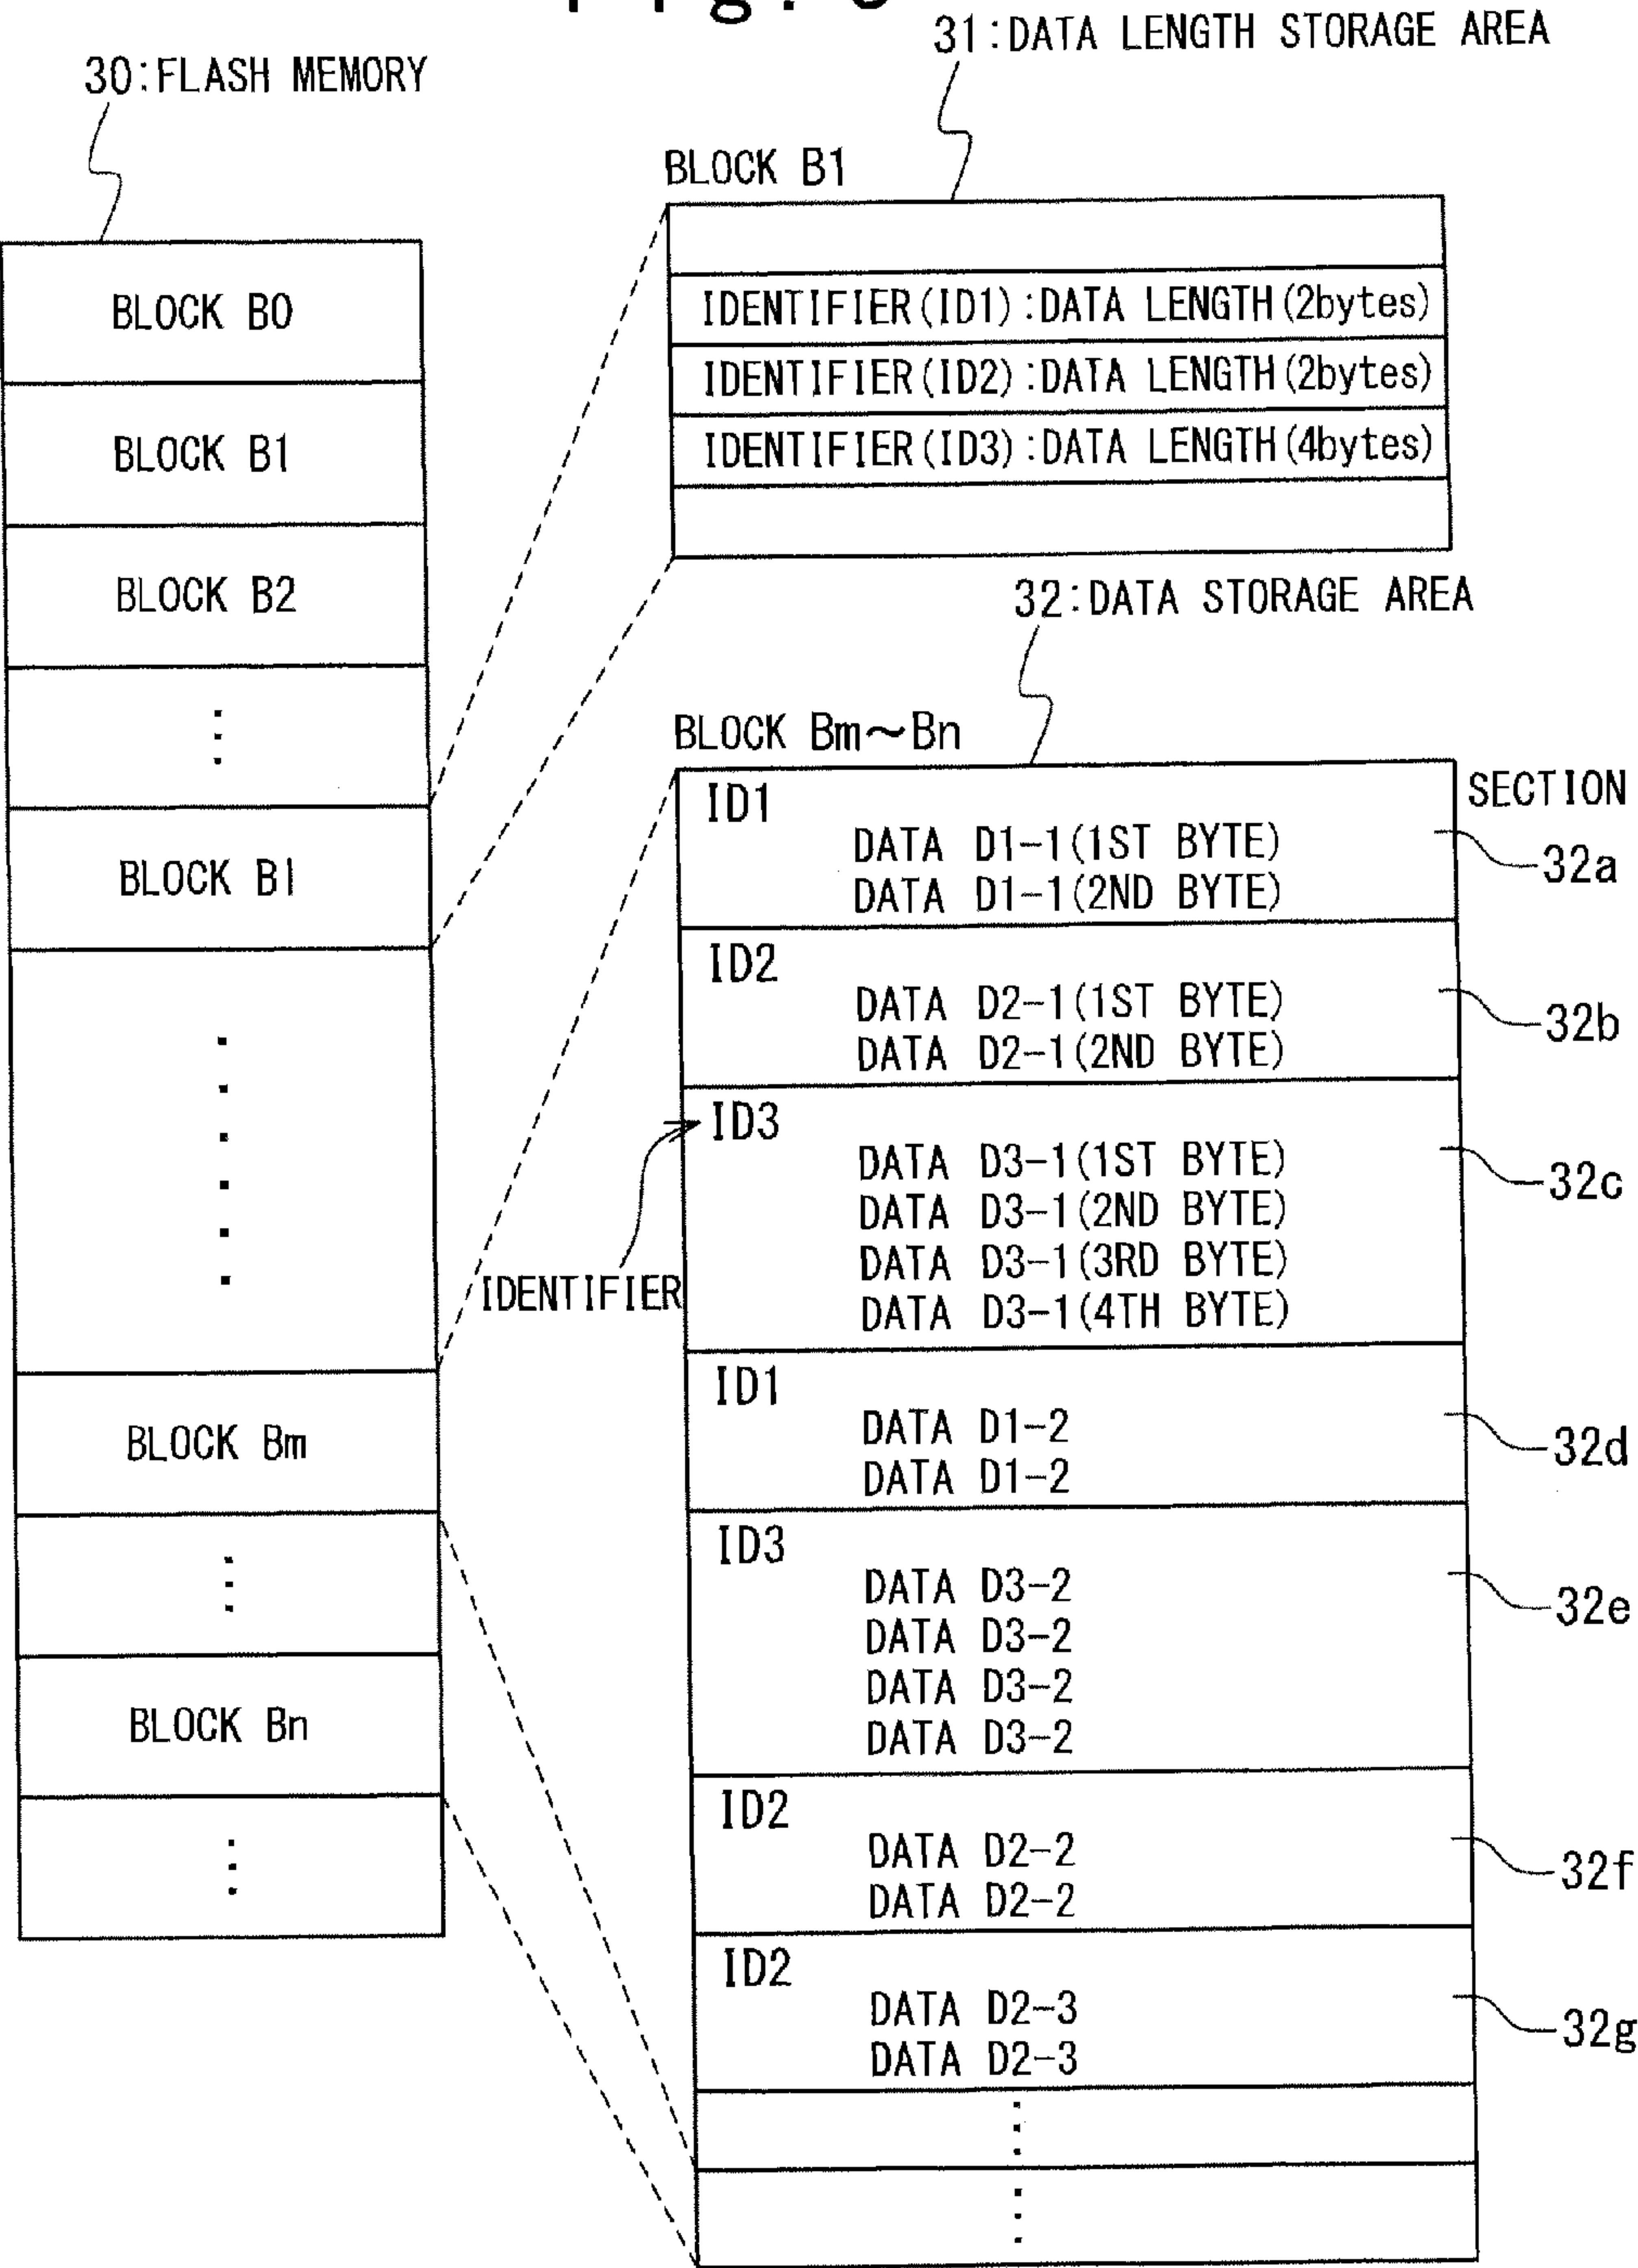 Fig.
30:FLASH MEMORY
BLOCK B0
BLOCK B1
BLOCK B2
BLOCK Bl
BLOCK Bm
BLOCK Bn
31:DATA LENGTH STORAGE AREA
BLOCK B1
IDENTIFIER(ID1):DATA LENGTH(2bytes)
IDENTIFIER(ID2):DATA LENGTH(2bytes)
IDENTIFIER(ID3):DATA LENGTH(4bytes)
32:DATA STORAGE AREA
BLOCK Bm~Bn
SECTION
ID1
DATA D1-1(1ST BYTE)
DATA D1-1(2ND BYTE)
32a
ID2
DATA D2-1(1ST BYTE)
DATA D2-1(2ND BYTE)
32b
IDENTIFIER
ID3
DATA D3-1(1ST BYTE)
DATA D3-1(2ND BYTE)
DATA D3-1(3RD BYTE)
DATA D3-1(4TH BYTE)
32c
ID1
DATA D1-2
DATA D1-2
32d
ID3
DATA D3-2
DATA D3-2
DATA D3-2
DATA D3-2
32e
ID2
DATA D2-2
DATA D2-2
32f
ID2
DATA D2-3
DATA D2-3
32g